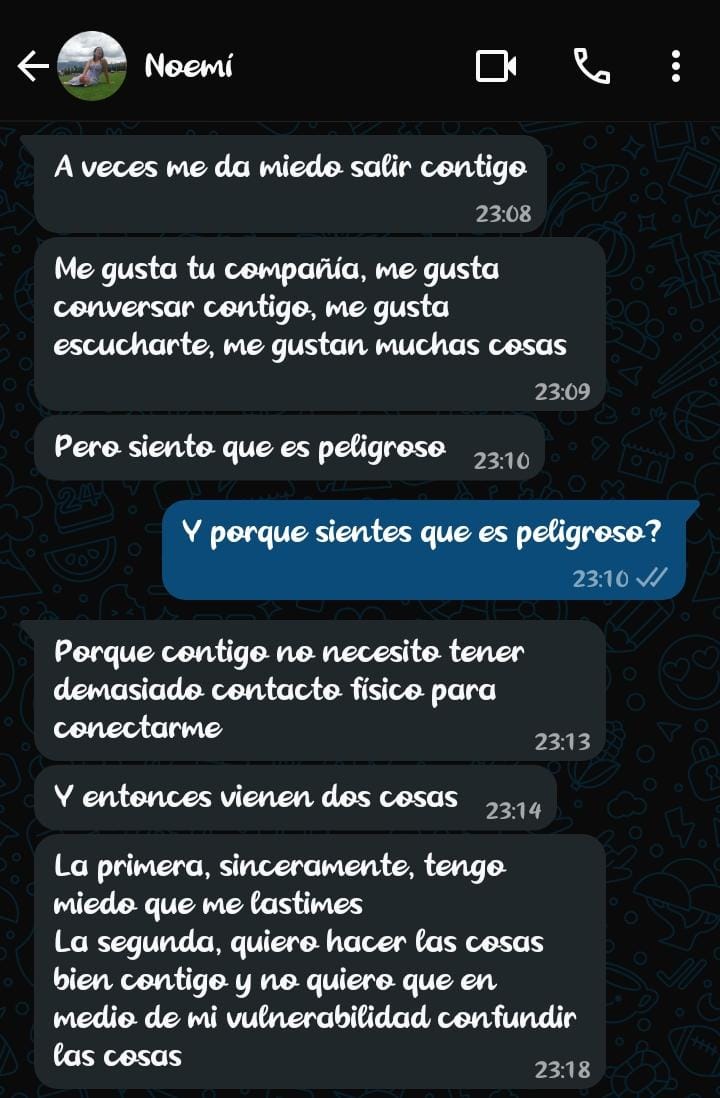 Noemí
A veces me da miedo salir contigo
23:08
Me gusta tu compañía, me gusta
conversar contigo, me gusta
escucharte, me gustan muchas cosas
23:09
Pero siento que es peligroso 23:10
Y porque sientes que es peligroso?
23:10
Porque contigo no necesito tener
demasiado contacto físico para
conectarme
23:13
Y entonces vienen dos cosas 23:14
La primera, sinceramente, tengo
miedo que me lastimes
La segunda, quiero hacer las cosas
bien contigo y no quiero que en
medio de mi vulnerabilidad confundir
las cosas
23:18